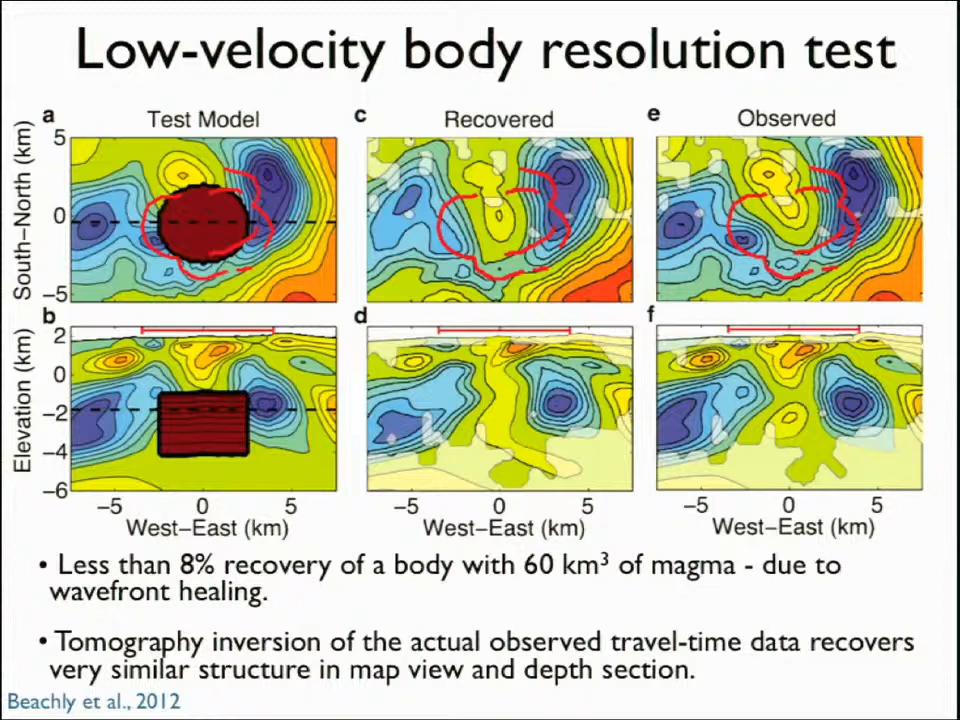 Low-velocity body resolution test
a
Test Model
c
Recovered
e
Observed
South–North (km)
5
0
–5
b
d
f
Elevation (km)
2
0
–2
–4
–6
–5 0 5
–5 0 5
–5 0 5
West–East (km)
West–East (km)
West–East (km)
• Less than 8% recovery of a body with 60 km³ of magma - due to
wavefront healing.
• Tomography inversion of the actual observed travel-time data recovers
very similar structure in map view and depth section.
Beachly et al., 2012